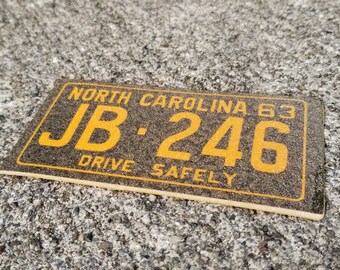 NORTH CAROLINA 63
JB·246
DRIVE SAFELY